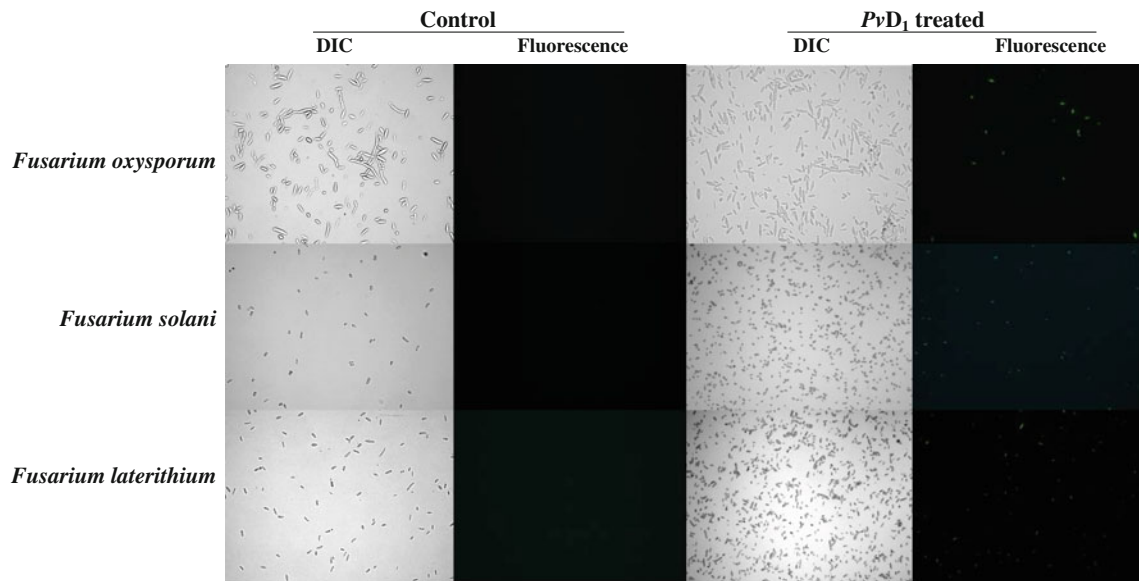 Control PvD₁ treated
DIC Fluorescence DIC Fluorescence
Fusarium oxysporum
Fusarium solani
Fusarium laterithium